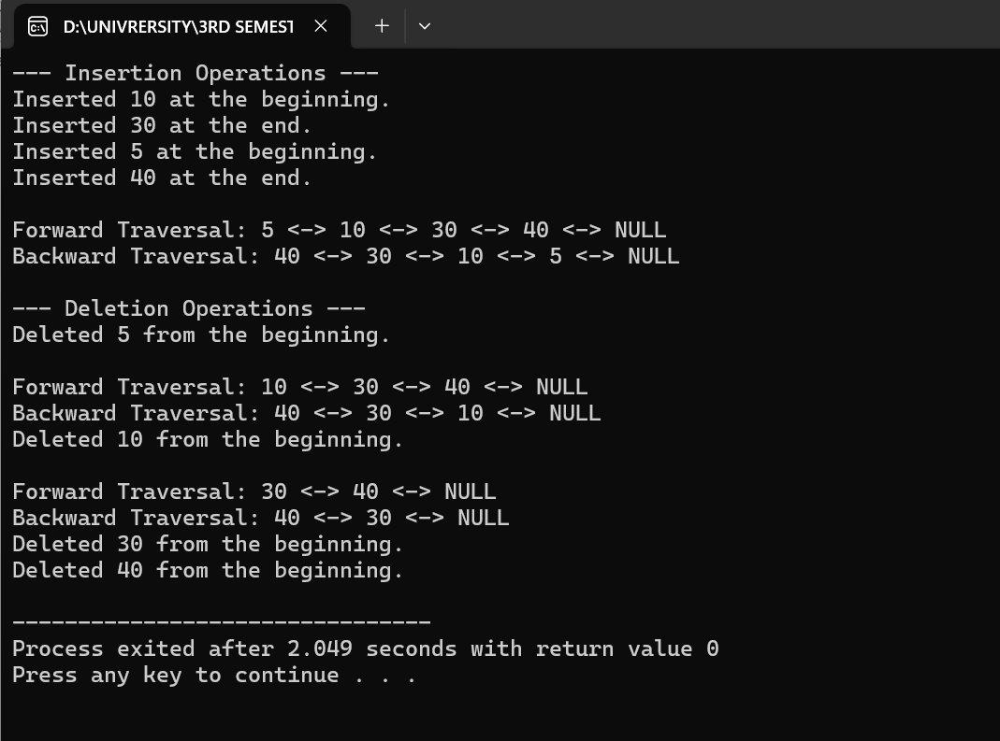 D:\UNIVRERSITY\3RD SEMEST
--- Insertion Operations ---
Inserted 10 at the beginning.
Inserted 30 at the end.
Inserted 5 at the beginning.
Inserted 40 at the end.
Forward Traversal: 5 <-> 10 <-> 30 <-> 40 <-> NULL
Backward Traversal: 40 <-> 30 <-> 10 <-> 5 <-> NULL
--- Deletion Operations ---
Deleted 5 from the beginning.
Forward Traversal: 10 <-> 30 <-> 40 <-> NULL
Backward Traversal: 40 <-> 30 <-> 10 <-> NULL
Deleted 10 from the beginning.
Forward Traversal: 30 <-> 40 <-> NULL
Backward Traversal: 40 <-> 30 <-> NULL
Deleted 30 from the beginning.
Deleted 40 from the beginning.
--------------------------------
Process exited after 2.049 seconds with return value 0
Press any key to continue . . .